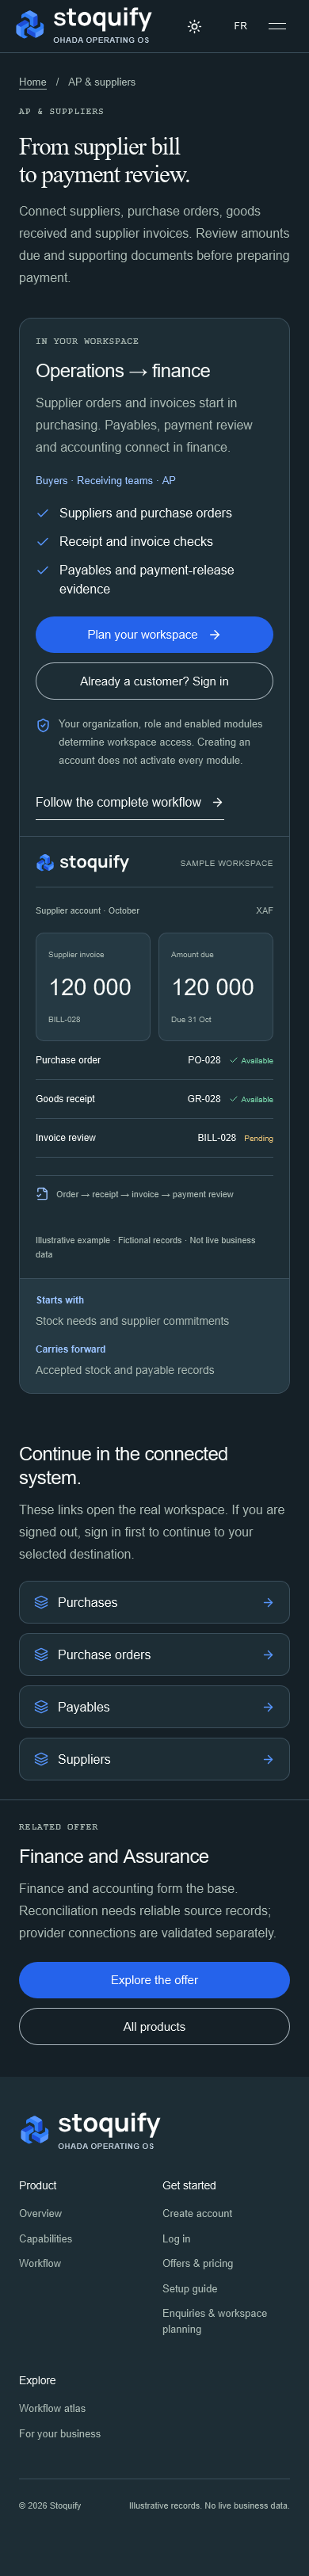 stoquify
OHADA OPERATING OS
FR
Home / AP & suppliers
AP & SUPPLIERS
From supplier bill
to payment review.
Connect suppliers, purchase orders, goods
received and supplier invoices. Review amounts
due and supporting documents before preparing
payment.
IN YOUR WORKSPACE
Operations → finance
Supplier orders and invoices start in
purchasing. Payables, payment review
and accounting connect in finance.
Buyers · Receiving teams · AP
Suppliers and purchase orders
Receipt and invoice checks
Payables and payment-release
evidence
Plan your workspace →
Already a customer? Sign in
Your organization, role and enabled modules
determine workspace access. Creating an
account does not activate every module.
Follow the complete workflow →
stoquify SAMPLE WORKSPACE
Supplier account · October XAF
Supplier invoice
120 000
BILL-028
Amount due
120 000
Due 31 Oct
Purchase order PO-028 Available
Goods receipt GR-028 Available
Invoice review BILL-028 Pending
Order → receipt → invoice → payment review
Illustrative example · Fictional records · Not live business
data
Starts with
Stock needs and supplier commitments
Carries forward
Accepted stock and payable records
Continue in the connected
system.
These links open the real workspace. If you are
signed out, sign in first to continue to your
selected destination.
Purchases →
Purchase orders →
Payables →
Suppliers →
RELATED OFFER
Finance and Assurance
Finance and accounting form the base.
Reconciliation needs reliable source records;
provider connections are validated separately.
Explore the offer
All products
stoquify
OHADA OPERATING OS
Product
Overview
Capabilities
Workflow
Get started
Create account
Log in
Offers & pricing
Setup guide
Enquiries & workspace
planning
Explore
Workflow atlas
For your business
© 2026 Stoquify Illustrative records. No live business data.